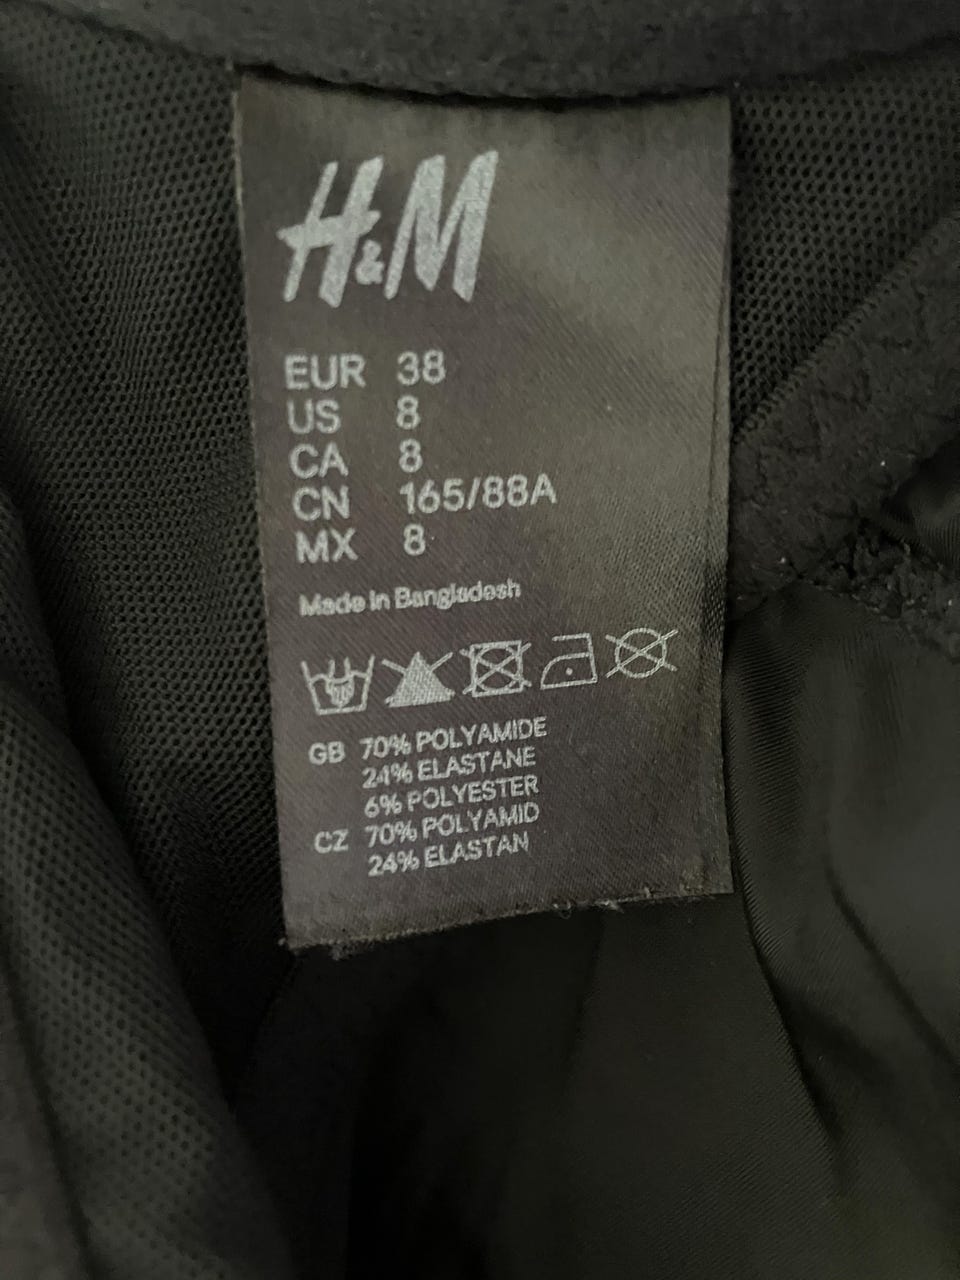 H&M
EUR 38
US 8
CA 8
CN 165/88A
MX 8
Made in Bangladesh
GB 70% POLYAMIDE
24% ELASTANE
6% POLYESTER
CZ 70% POLYAMID
24% ELASTAN